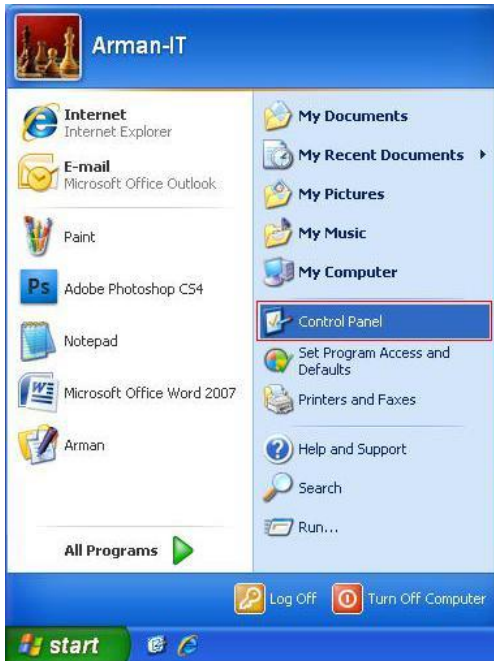 Arman-IT
Internet
Internet Explorer
E-mail
Microsoft Office Outlook
Paint
Ps
Adobe Photoshop CS4
Notepad
Microsoft Office Word 2007
Arman
All Programs
My Documents
My Recent Documents
My Pictures
My Music
My Computer
Control Panel
Set Program Access and
Defaults
Printers and Faxes
Help and Support
Search
Run...
Log Off
Turn Off Computer
start